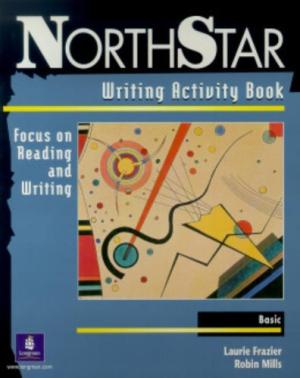 NORTHSTAR
Writing Activity Book
Focus on
Reading and
Writing
Basic
Laurie Frazier
Robin Mills
Longman